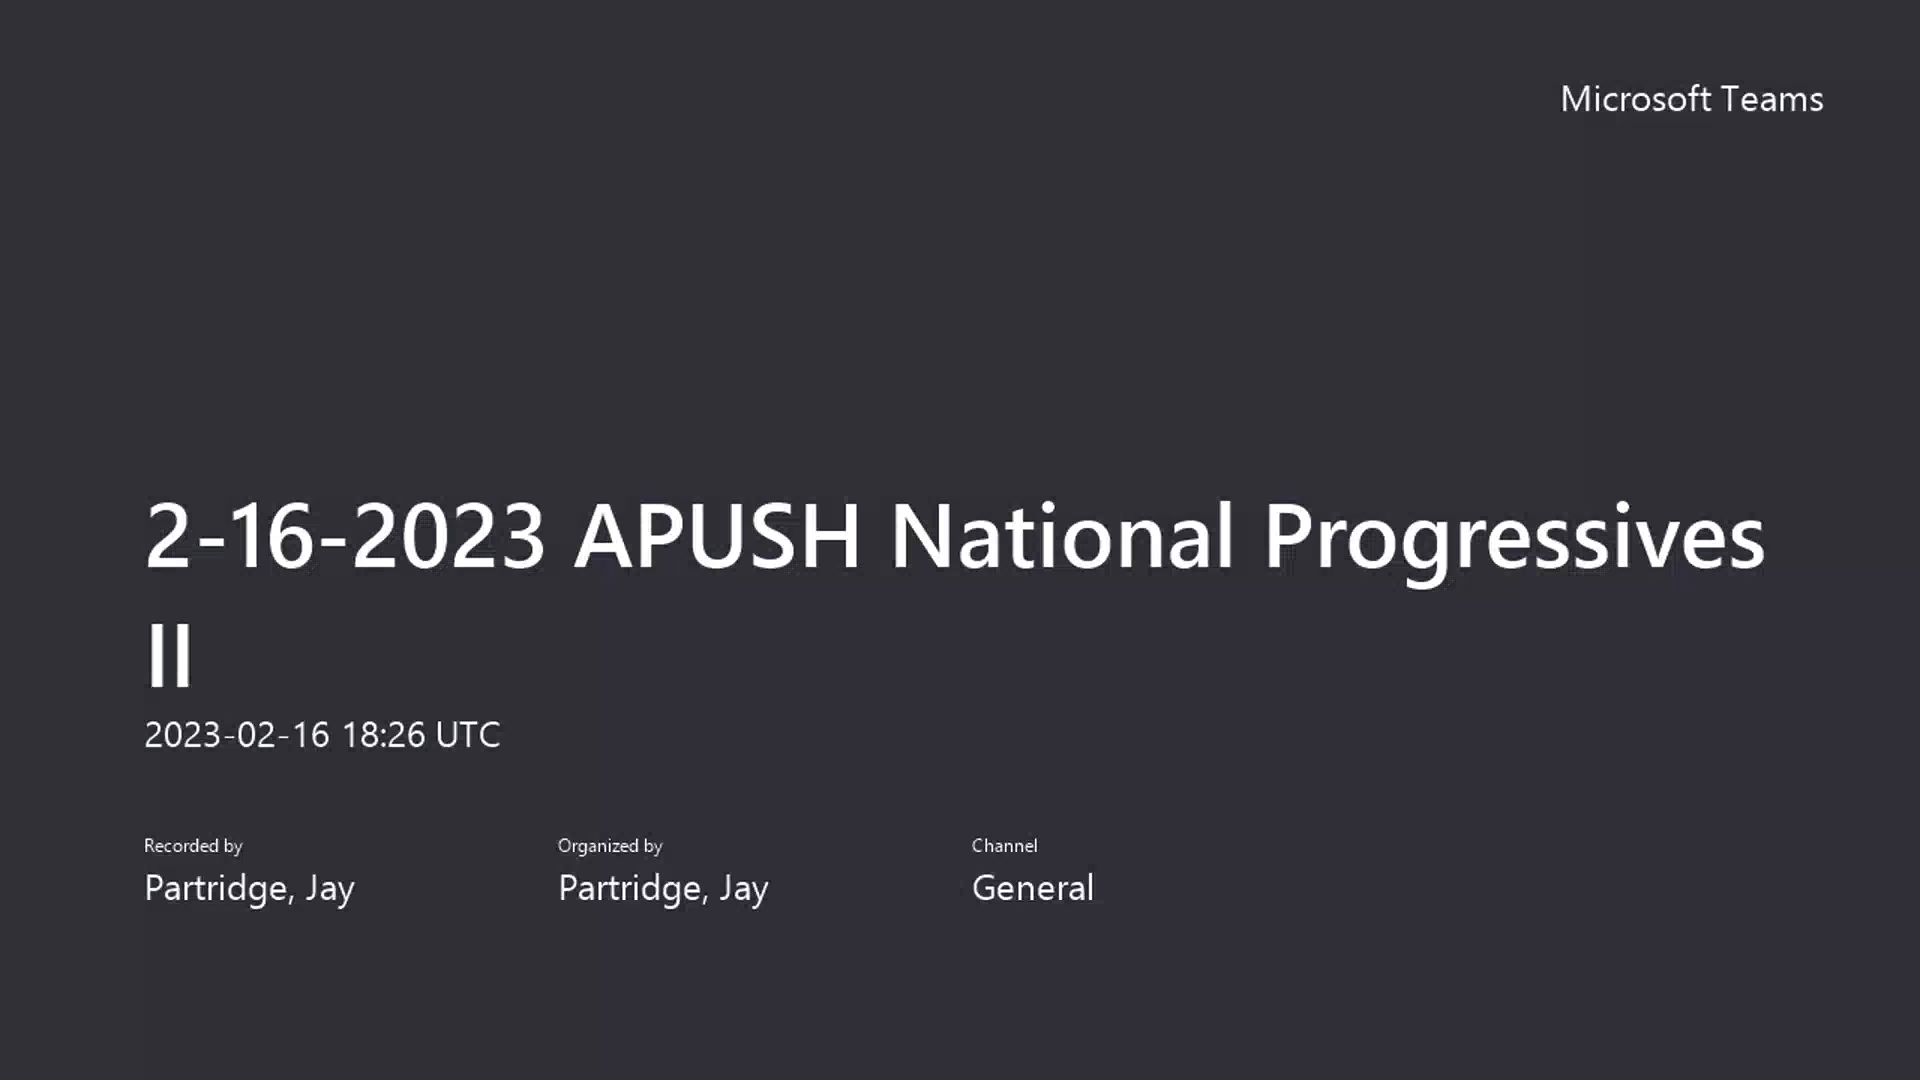 Microsoft Teams
2-16-2023 APUSH National Progressives
II
2023-02-16 18:26 UTC
Recorded by
Partridge, Jay
Organized by
Partridge, Jay
Channel
General